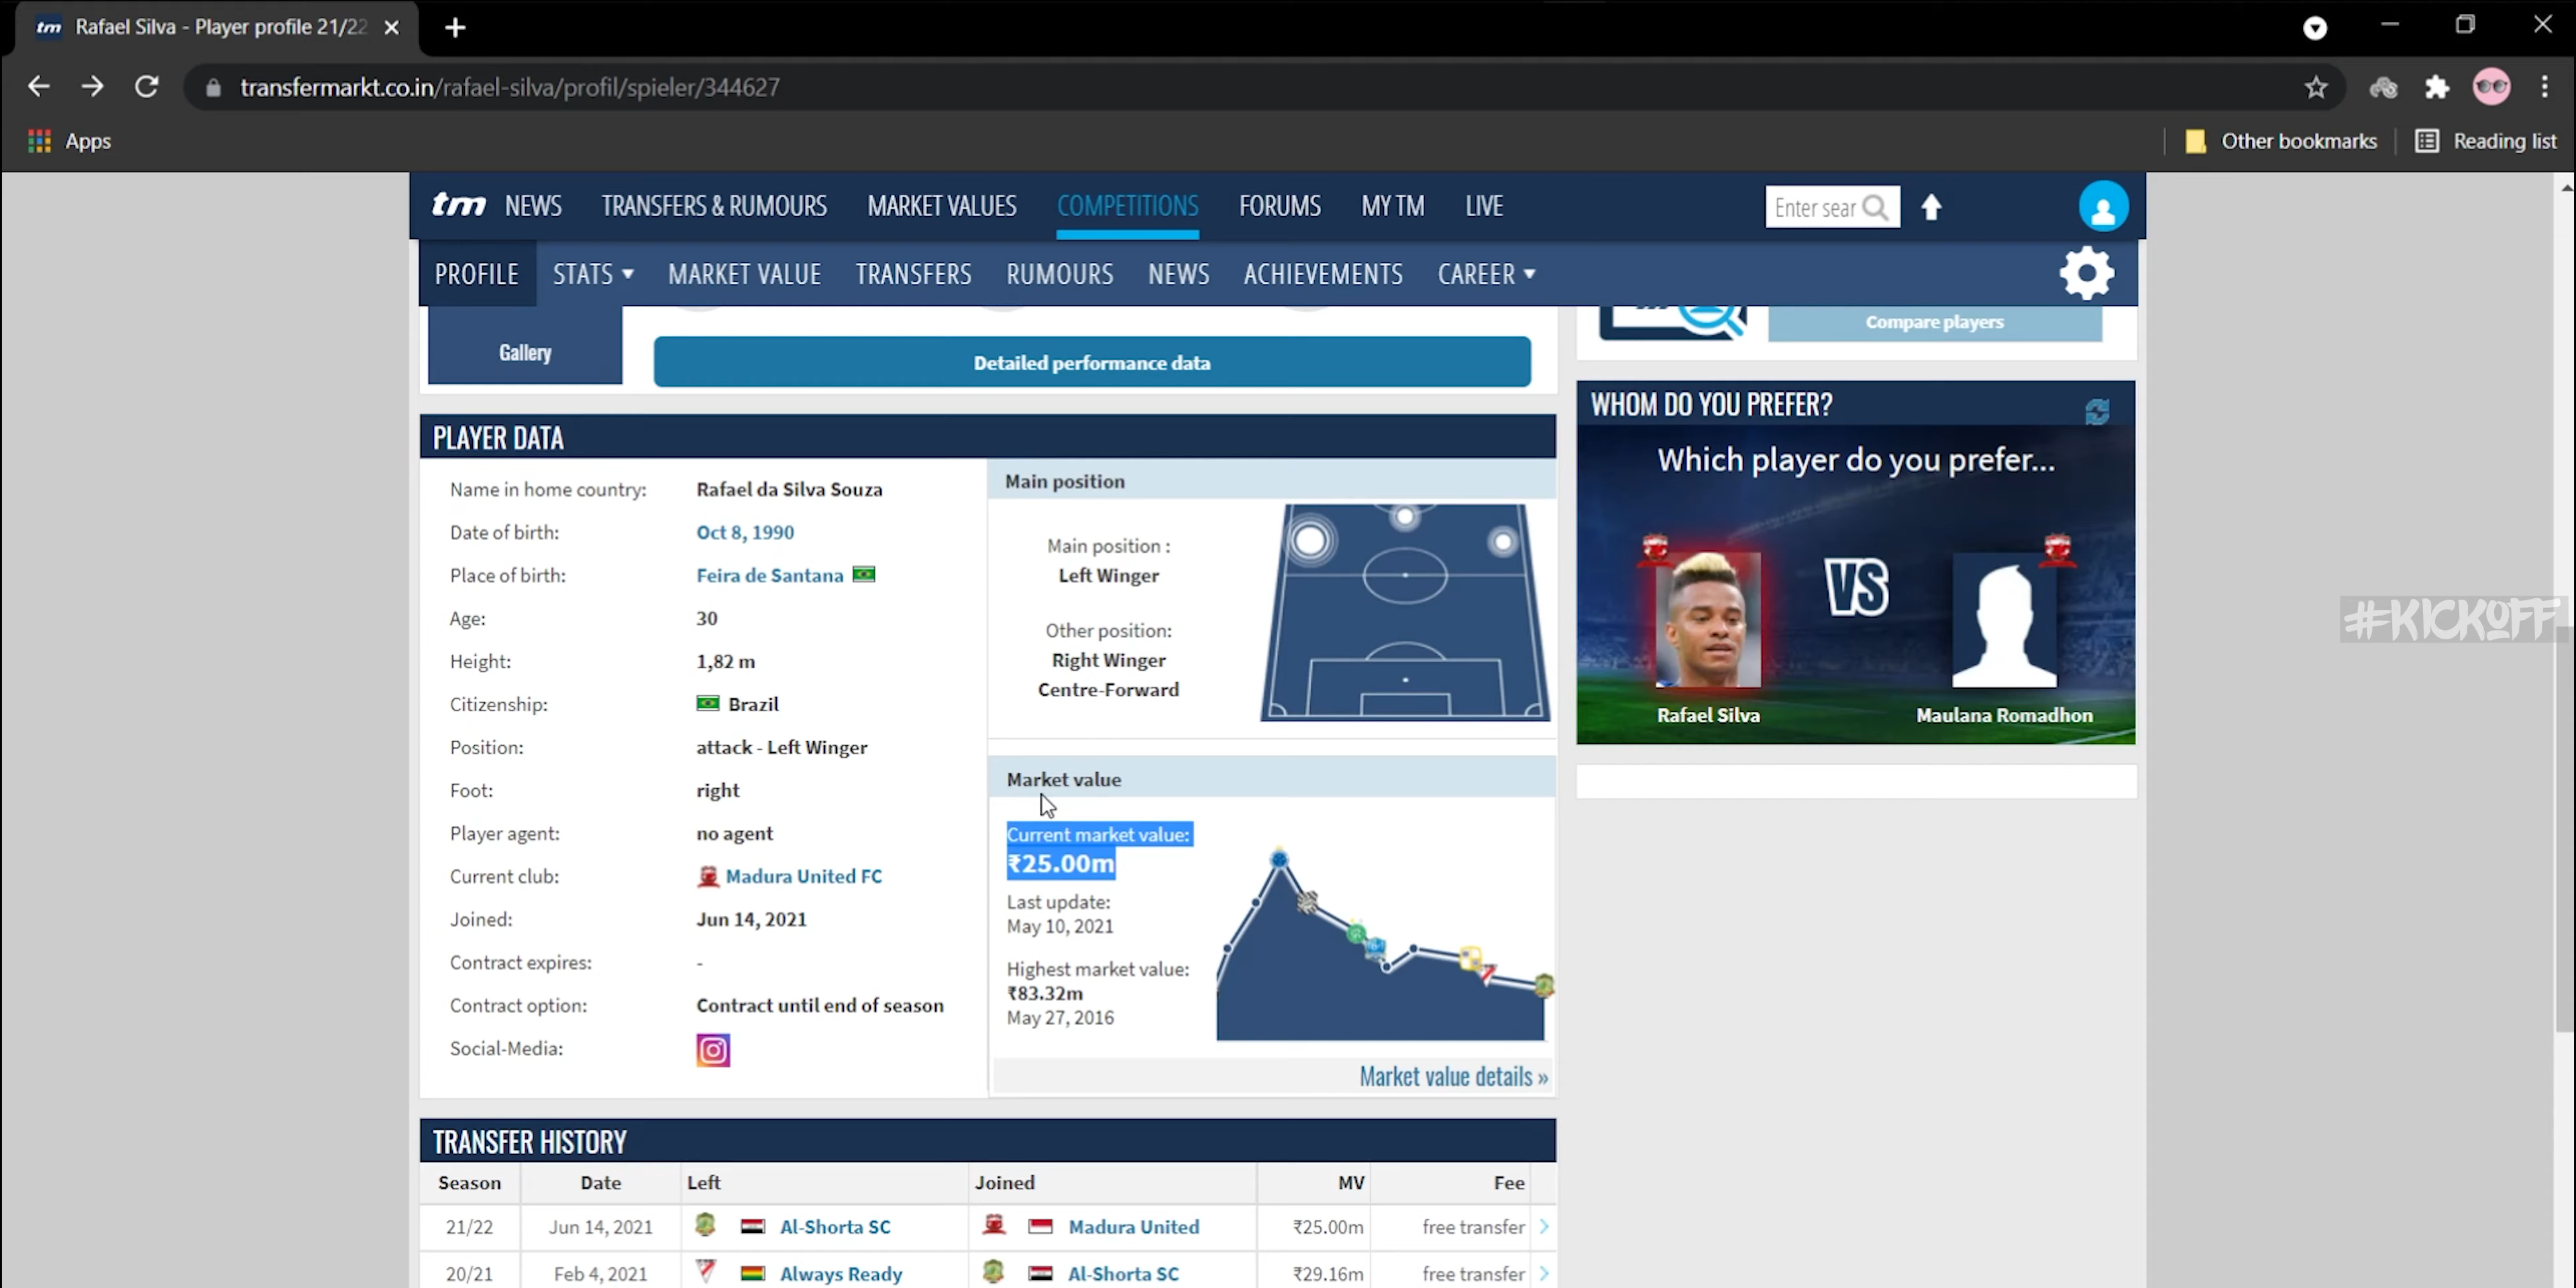 tm Rafael Silva - Player profile 21/22
transfermarkt.co.in/rafael-silva/profil/spieler/344627
Apps
Other bookmarks
Reading list
tm NEWS TRANSFERS & RUMOURS MARKET VALUES COMPETITIONS FORUMS MY TM LIVE
Enter sear
PROFILE STATS MARKET VALUE TRANSFERS RUMOURS NEWS ACHIEVEMENTS CAREER
Gallery
Detailed performance data
Compare players
PLAYER DATA
Name in home country: Rafael da Silva Souza
Date of birth: Oct 8, 1990
Place of birth: Feira de Santana
Age: 30
Height: 1,82 m
Citizenship: Brazil
Position: attack - Left Winger
Foot: right
Player agent: no agent
Current club: Madura United FC
Joined: Jun 14, 2021
Contract expires: -
Contract option: Contract until end of season
Social-Media:
Main position
Main position :
Left Winger
Other position:
Right Winger
Centre-Forward
Market value
Current market value:
₹25.00m
Last update:
May 10, 2021
Highest market value:
₹83.32m
May 27, 2016
Market value details »
WHOM DO YOU PREFER?
Which player do you prefer...
VS
Rafael Silva
Maulana Romadhon
#KICKOFF
TRANSFER HISTORY
Season Date Left Joined MV Fee
21/22 Jun 14, 2021 Al-Shorta SC Madura United ₹25.00m free transfer
20/21 Feb 4, 2021 Always Ready Al-Shorta SC ₹29.16m free transfer